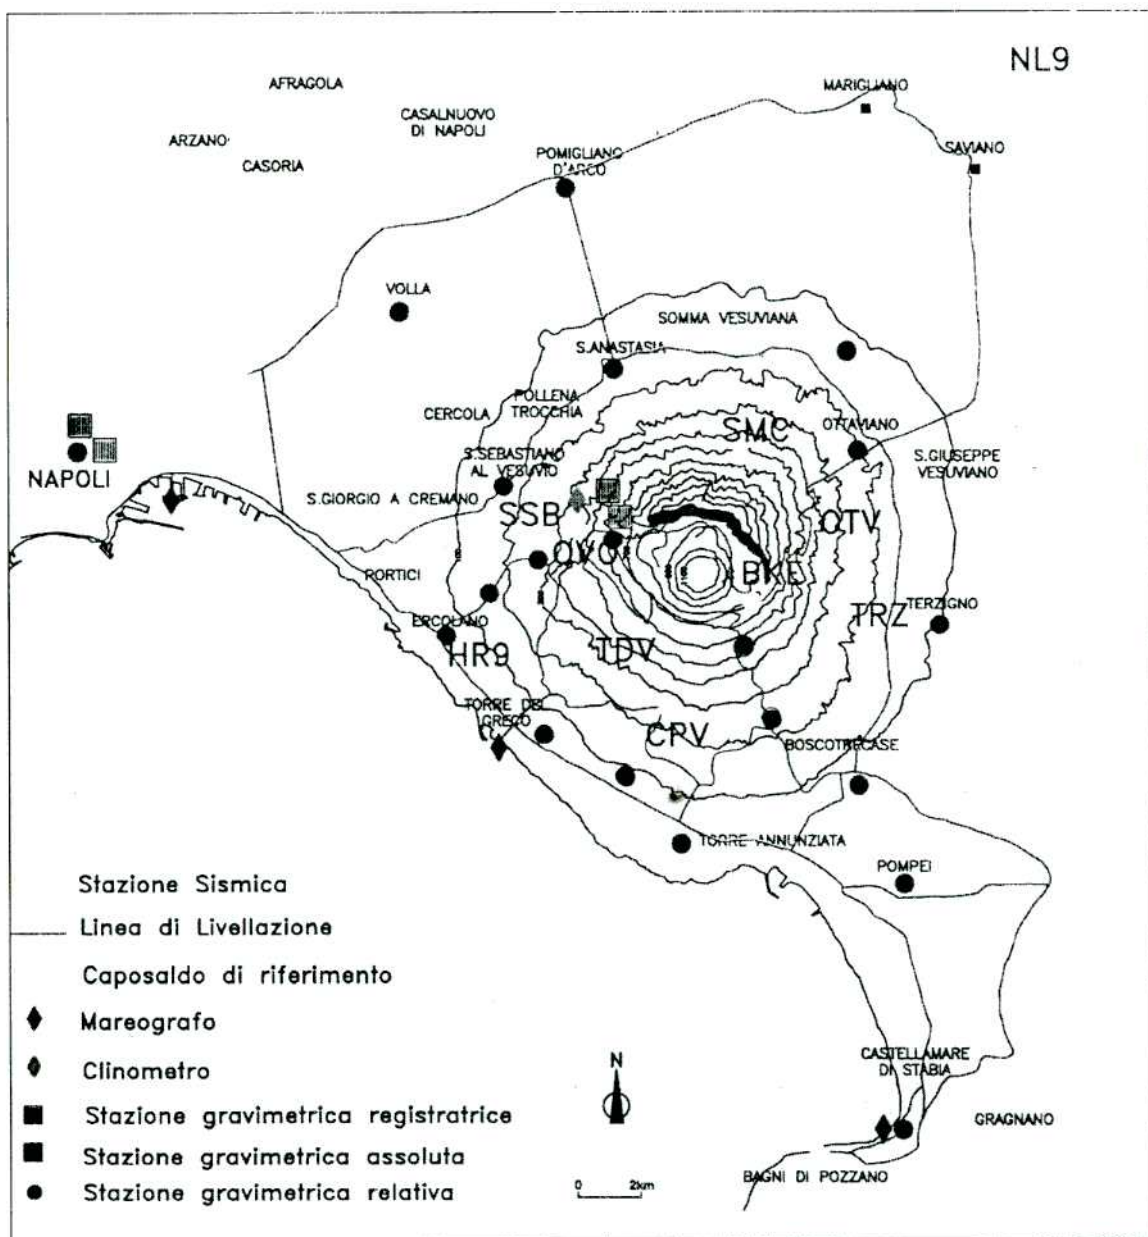 NL9
AFRAGOLA
MARIGLIANO
CASALNUOVO
DI NAPOLI
ARZANO
CASORIA
POMIGLIANO
D'ARCO
SAVIANO
VOLLA
SOMMA VESUVIANA
S.ANASTASIA
POLLENA
TROCCHIA
CERCOLA
SMC
OTTAVIANO
S.GIUSEPPE
VESUVIANO
S.SEBASTIANO
AL VESUVIO
NAPOLI
S.GIORGIO A CREMANO
SSB
OTV
OVO
BKE
PORTICI
ERCOLANO
TRZ
TERZIGNO
HR9
TDV
TORRE DEL
GRECO
CPV
BOSCOTRECASE
TORRE ANNUNZIATA
POMPEI
Stazione Sismica
Linea di Livellazione
Caposaldo di riferimento
Mareografo
Clinometro
Stazione gravimetrica registratrice
Stazione gravimetrica assoluta
Stazione gravimetrica relativa
N
0 2km
CASTELLAMARE
DI STABIA
GRAGNANO
BAGNI DI POZZANO